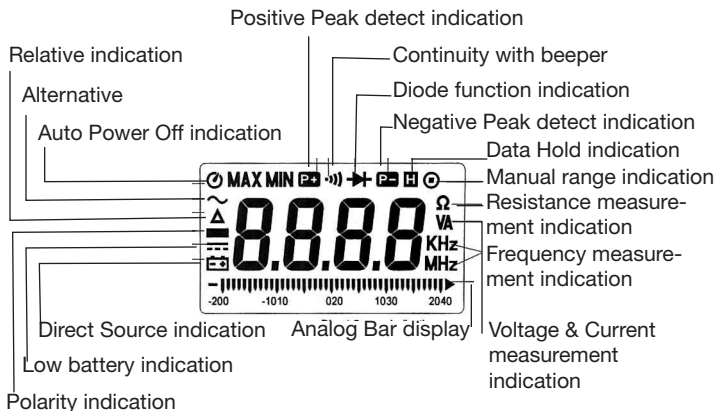 Positive Peak detect indication
Relative indication
Continuity with beeper
Alternative
Diode function indication
Auto Power Off indication
Negative Peak detect indication
Data Hold indication
Manual range indication
Resistance measure-
ment indication
Frequency measure-
ment indication
MAX MIN P+ P- H
Ω
VA
8.8.8.8
KHz
MHz
-200 -1010 020 1030 2040
Direct Source indication
Analog Bar display
Voltage & Current
measurement
indication
Low battery indication
Polarity indication